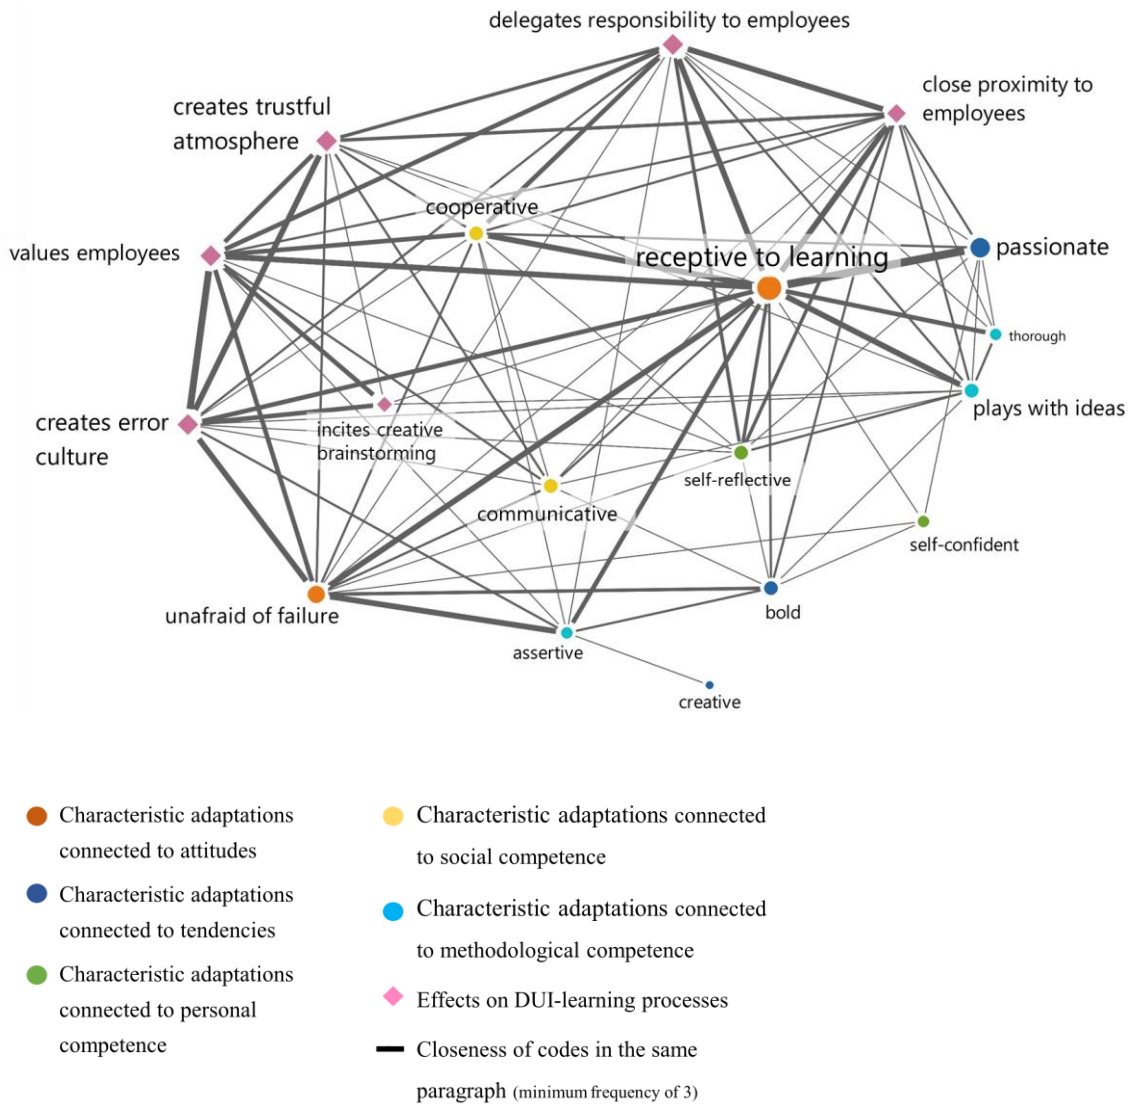 delegates responsibility to employees
close proximity to
employees
creates trustful
atmosphere
cooperative
values employees
receptive to learning
passionate
thorough
plays with ideas
creates error
culture
incites creative
brainstorming
self-reflective
communicative
self-confident
unafraid of failure
bold
assertive
creative
Characteristic adaptations
connected to attitudes
Characteristic adaptations
connected to tendencies
Characteristic adaptations
connected to personal
competence
Characteristic adaptations connected
to social competence
Characteristic adaptations connected
to methodological competence
Effects on DUI-learning processes
Closeness of codes in the same
paragraph (minimum frequency of 3)